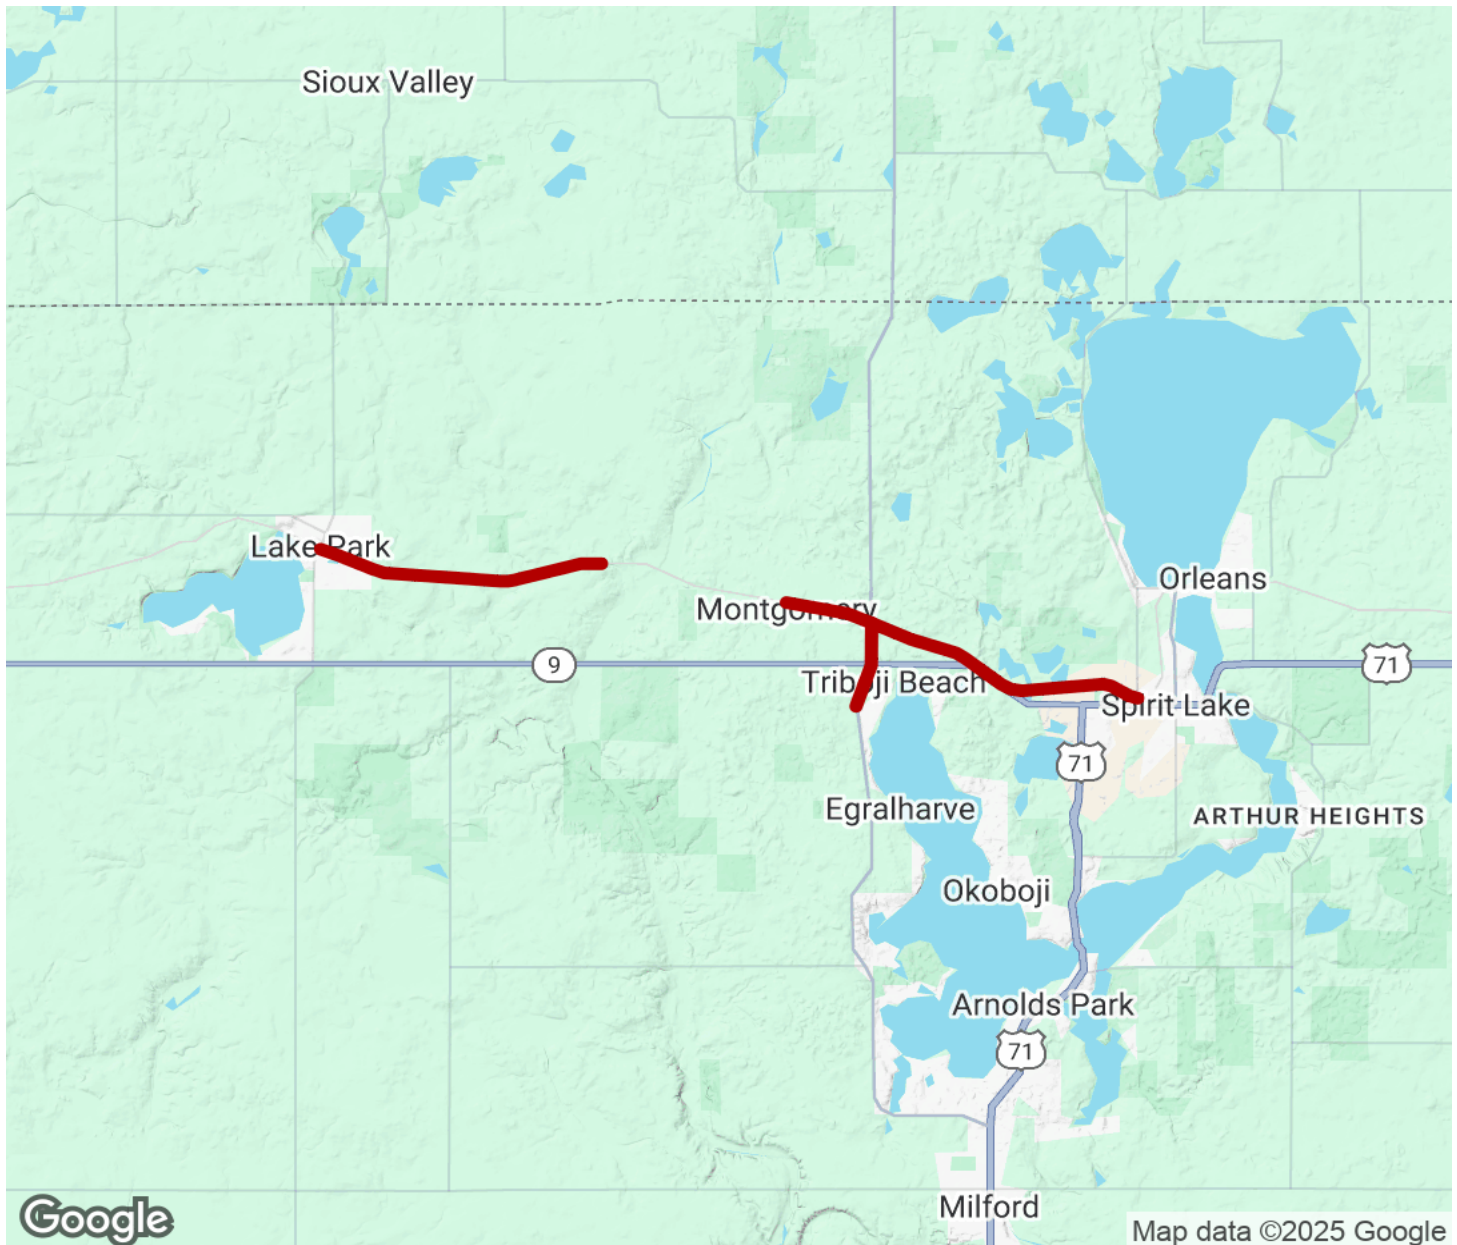 Sioux Valley
Lake Park
Orleans
Montgomery
9
71
Triboji Beach
Spirit Lake
71
Egralharve
ARTHUR HEIGHTS
Okoboji
Arnolds Park
71
Milford
Google
Map data ©2025 Google